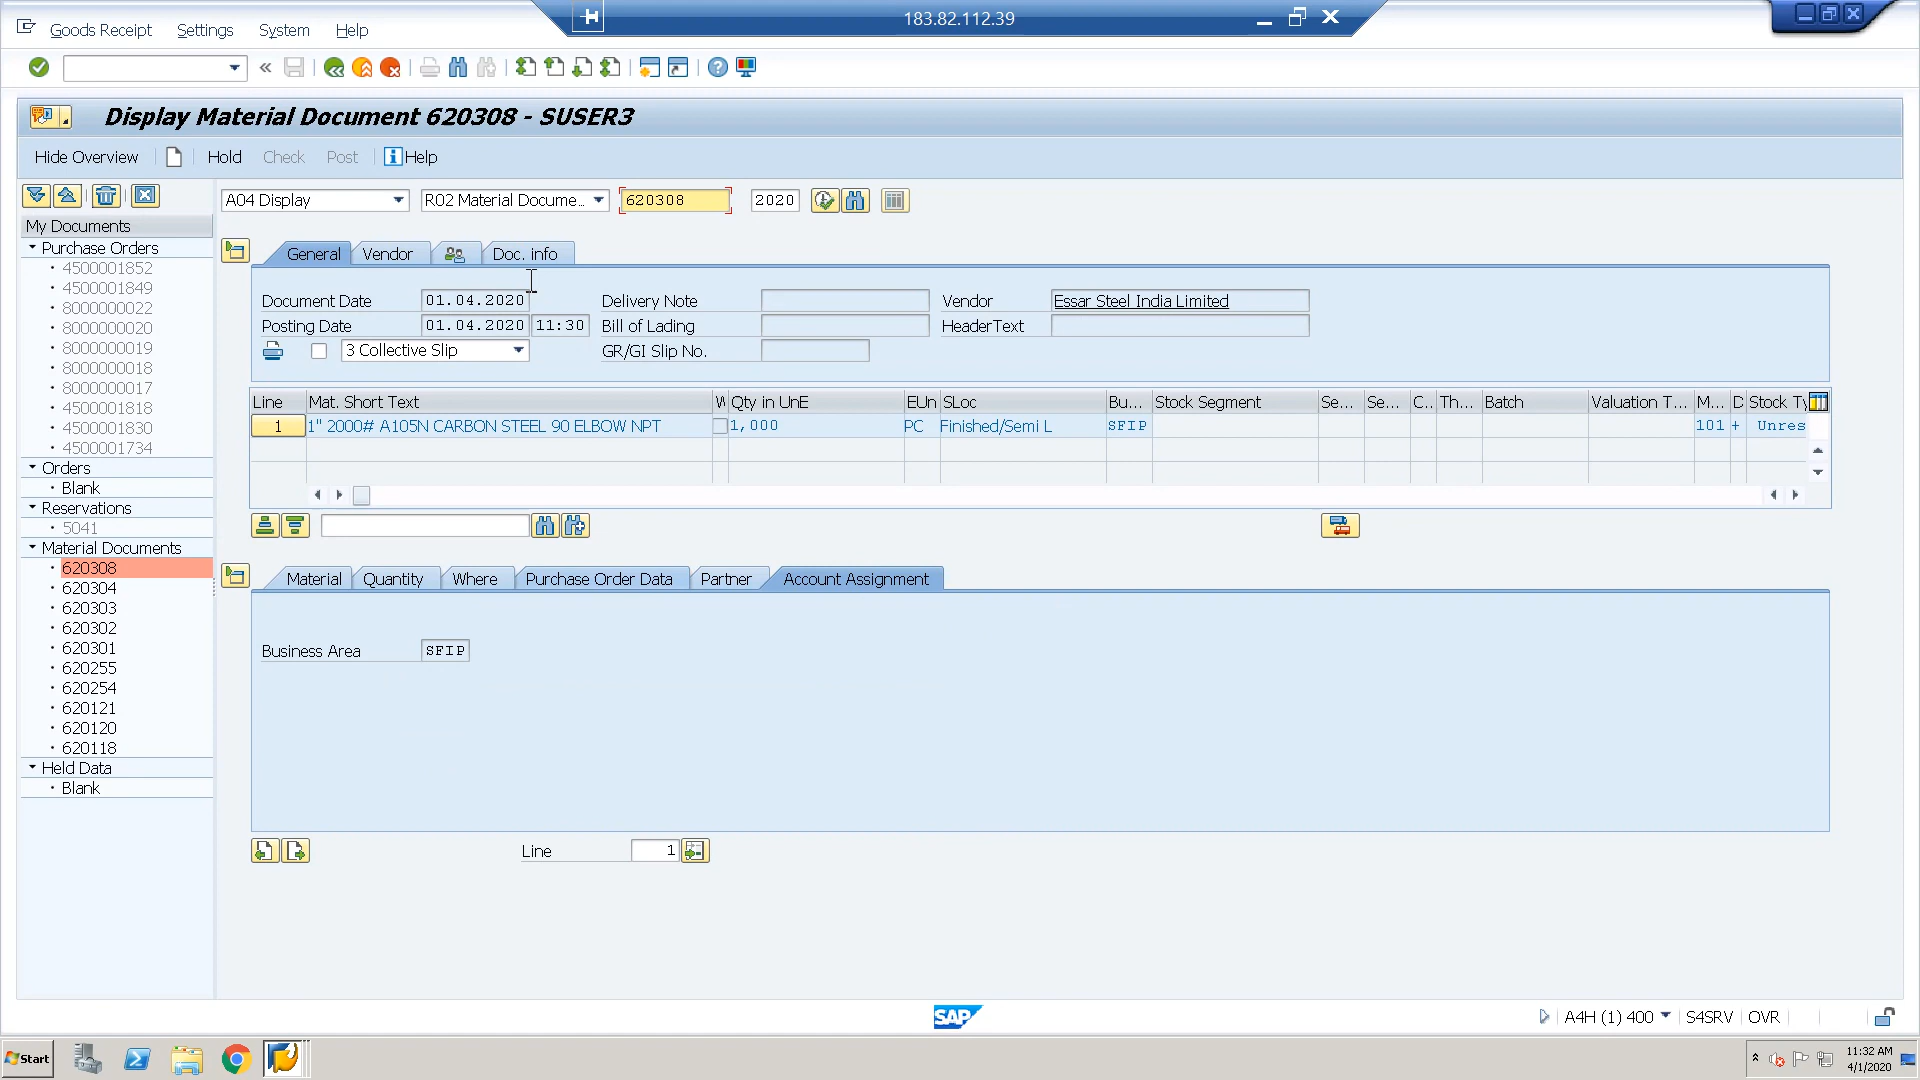 183.82.112.39
Goods Receipt Settings System Help
Display Material Document 620308 - SUSER3
Hide Overview Hold Check Post Help
A04 Display R02 Material Docume... 620308 2020
My Documents
Purchase Orders
4500001852
4500001849
8000000022
8000000020
8000000019
8000000018
8000000017
4500001818
4500001830
4500001734
Orders
Blank
Reservations
5041
Material Documents
620308
620304
620303
620302
620301
620255
620254
620121
620120
620118
Held Data
Blank
General Vendor Doc. info
Document Date 01.04.2020 Delivery Note Vendor Essar Steel India Limited
Posting Date 01.04.2020 11:30 Bill of Lading HeaderText
3 Collective Slip GR/GI Slip No.
Line Mat. Short Text Qty in UnE EUn SLoc Bu... Stock Segment Se... Se... C.. Th... Batch Valuation T... M... D Stock Ty
1 1" 2000# A105N CARBON STEEL 90 ELBOW NPT 1,000 PC Finished/Semi L SFIP 101 + Unres
Material Quantity Where Purchase Order Data Partner Account Assignment
Business Area SFIP
Line 1
SAP
A4H (1) 400 S4SRV OVR
Start
11:32 AM
4/1/2020